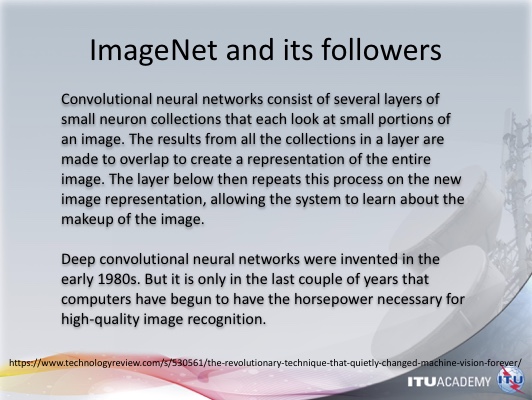 ImageNet and its followers
Convolutional neural networks consist of several layers of
small neuron collections that each look at small portions of
an image. The results from all the collections in a layer are
made to overlap to create a representation of the entire
image. The layer below then repeats this process on the new
image representation, allowing the system to learn about the
makeup of the image.
Deep convolutional neural networks were invented in the
early 1980s. But it is only in the last couple of years that
computers have begun to have the horsepower necessary for
high-quality image recognition.
https://www.technologyreview.com/s/530561/the-revolutionary-technique-that-quietly-changed-machine-vision-forever/
ITUACADEMY ITU